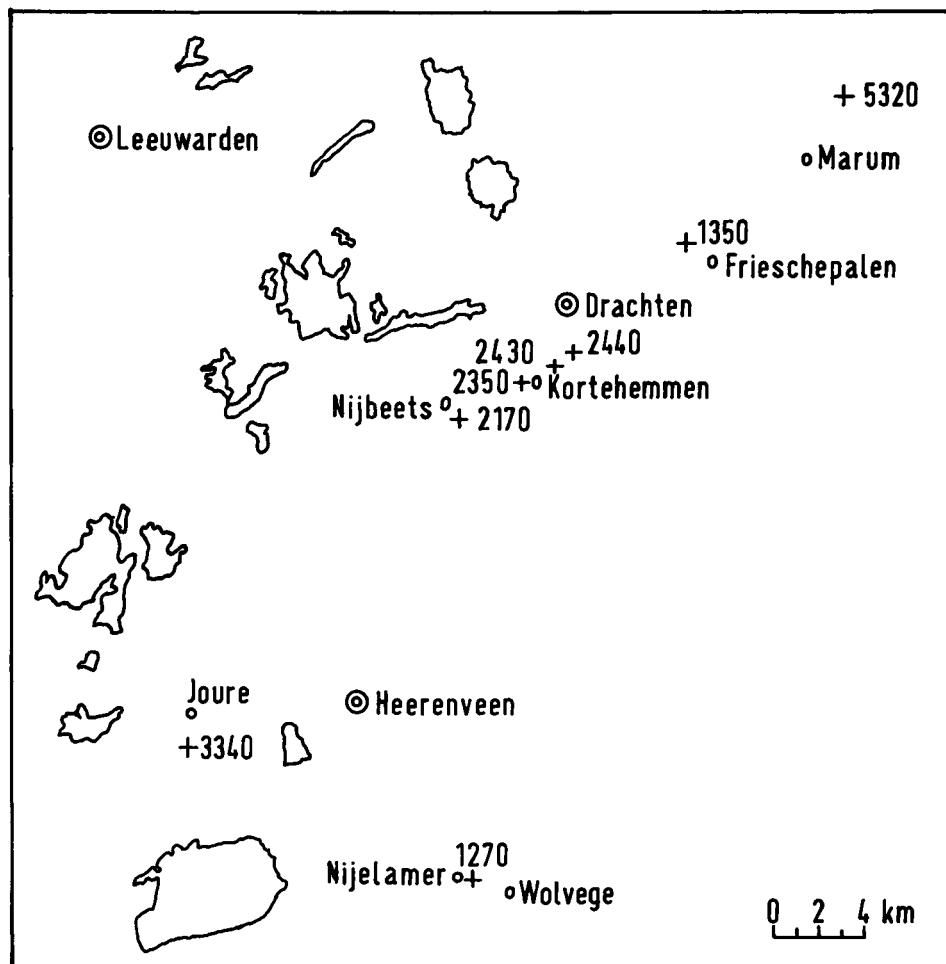 5320
Leeuwarden
Marum
1350
Frieschepalen
Drachten
2430
2440
2350
Kortehemmen
Nijbeets
2170
Joure
Heerenveen
3340
1270
Nijelamer
Wolvege
0 2 4 km